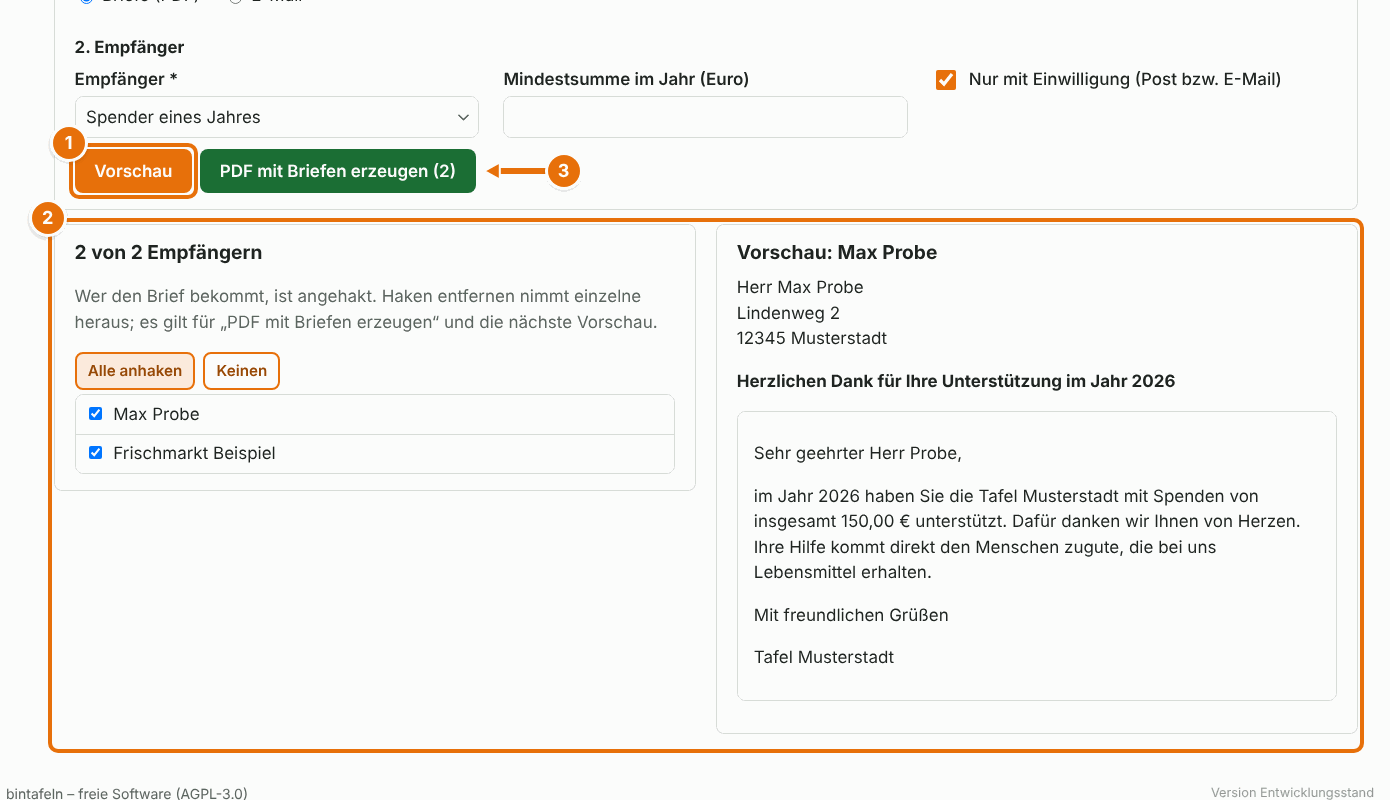 2. Empfänger
Empfänger *
Mindestsumme im Jahr (Euro)
Nur mit Einwilligung (Post bzw. E-Mail)
Spender eines Jahres
1
Vorschau
PDF mit Briefen erzeugen (2)
3
2
2 von 2 Empfängern
Wer den Brief bekommt, ist angehakt. Haken entfernen nimmt einzelne
heraus; es gilt für „PDF mit Briefen erzeugen“ und die nächste Vorschau.
Alle anhaken
Keinen
Max Probe
Frischmarkt Beispiel
Vorschau: Max Probe
Herr Max Probe
Lindenweg 2
12345 Musterstadt
Herzlichen Dank für Ihre Unterstützung im Jahr 2026
Sehr geehrter Herr Probe,
im Jahr 2026 haben Sie die Tafel Musterstadt mit Spenden von
insgesamt 150,00 € unterstützt. Dafür danken wir Ihnen von Herzen.
Ihre Hilfe kommt direkt den Menschen zugute, die bei uns
Lebensmittel erhalten.
Mit freundlichen Grüßen
Tafel Musterstadt
bintafeln – freie Software (AGPL-3.0)
Version Entwicklungsstand